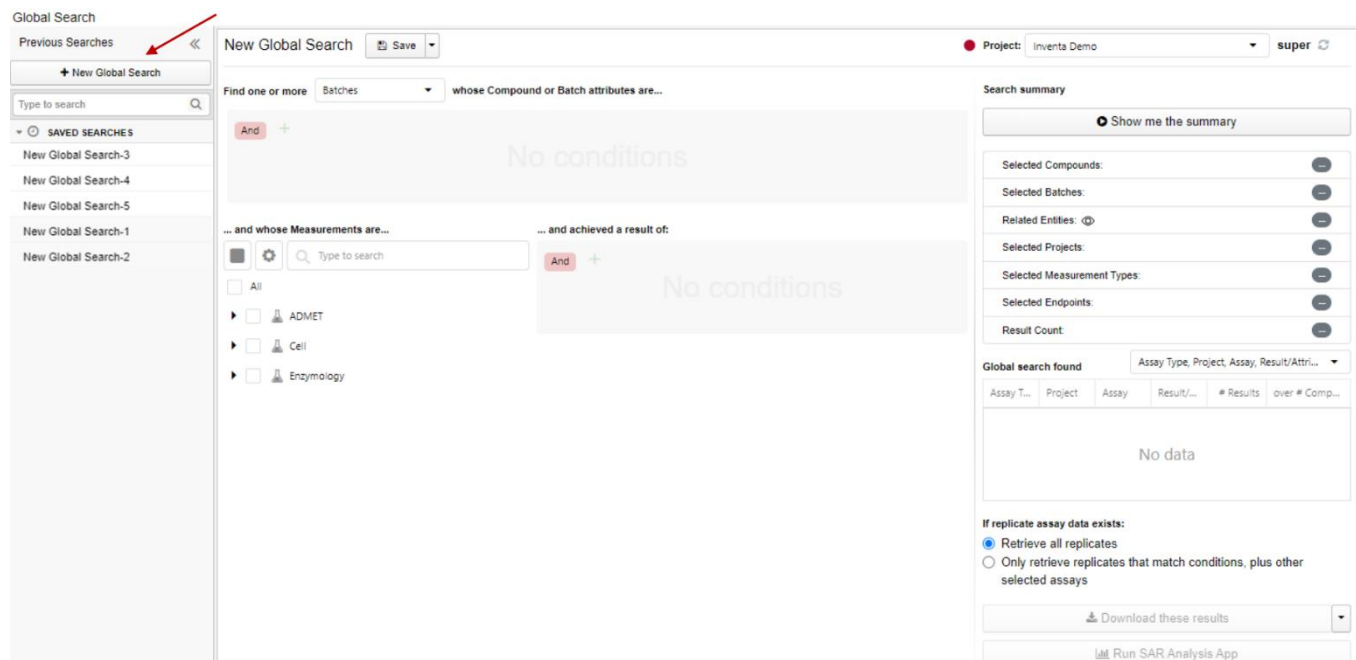 Global Search
Previous Searches
+ New Global Search
Type to search
SAVED SEARCHES
New Global Search-3
New Global Search-4
New Global Search-5
New Global Search-1
New Global Search-2
New Global Search Save
Project: Inventa Demo super
Find one or more Batches whose Compound or Batch attributes are...
And +
No conditions
... and whose Measurements are...
Type to search
All
ADMET
Cell
Enzymology
... and achieved a result of:
And +
No conditions
Search summary
Show me the summary
Selected Compounds: --
Selected Batches: --
Related Entities: --
Selected Projects: --
Selected Measurement Types: --
Selected Endpoints: --
Result Count: --
Global search found Assay Type, Project, Assay, Result/Attri...
Assay T... Project Assay Result/... # Results over # Comp...
No data
If replicate assay data exists:
Retrieve all replicates
Only retrieve replicates that match conditions, plus other
selected assays
Download these results
Run SAR Analysis App